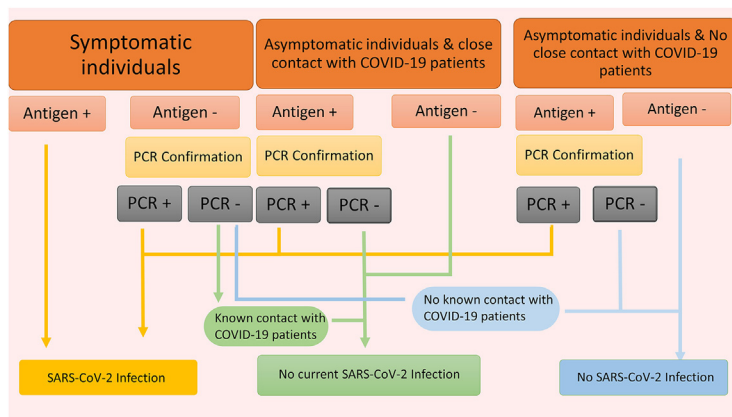 Symptomatic
individuals
Asymptomatic individuals & close
contact with COVID-19 patients
Asymptomatic individuals & No
close contact with COVID-19
patients
Antigen +
Antigen -
Antigen +
Antigen -
Antigen +
Antigen -
PCR Confirmation
PCR Confirmation
PCR Confirmation
PCR +
PCR -
PCR +
PCR -
PCR +
PCR -
Known contact with
COVID-19 patients
No known contact with
COVID-19 patients
SARS-CoV-2 Infection
No current SARS-CoV-2 Infection
No SARS-CoV-2 Infection